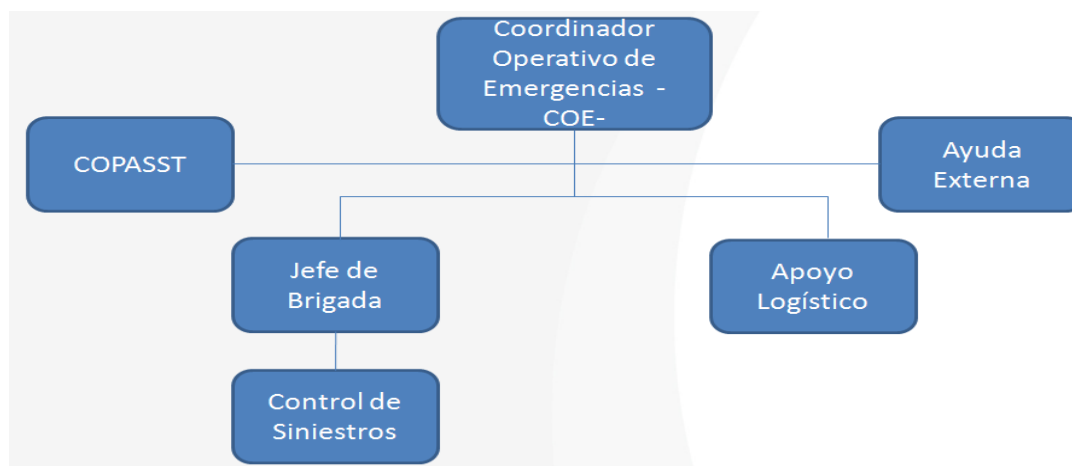 Coordinador
Operativo de
Emergencias -
COE-
COPASST
Ayuda
Externa
Jefe de
Brigada
Apoyo
Logístico
Control de
Siniestros